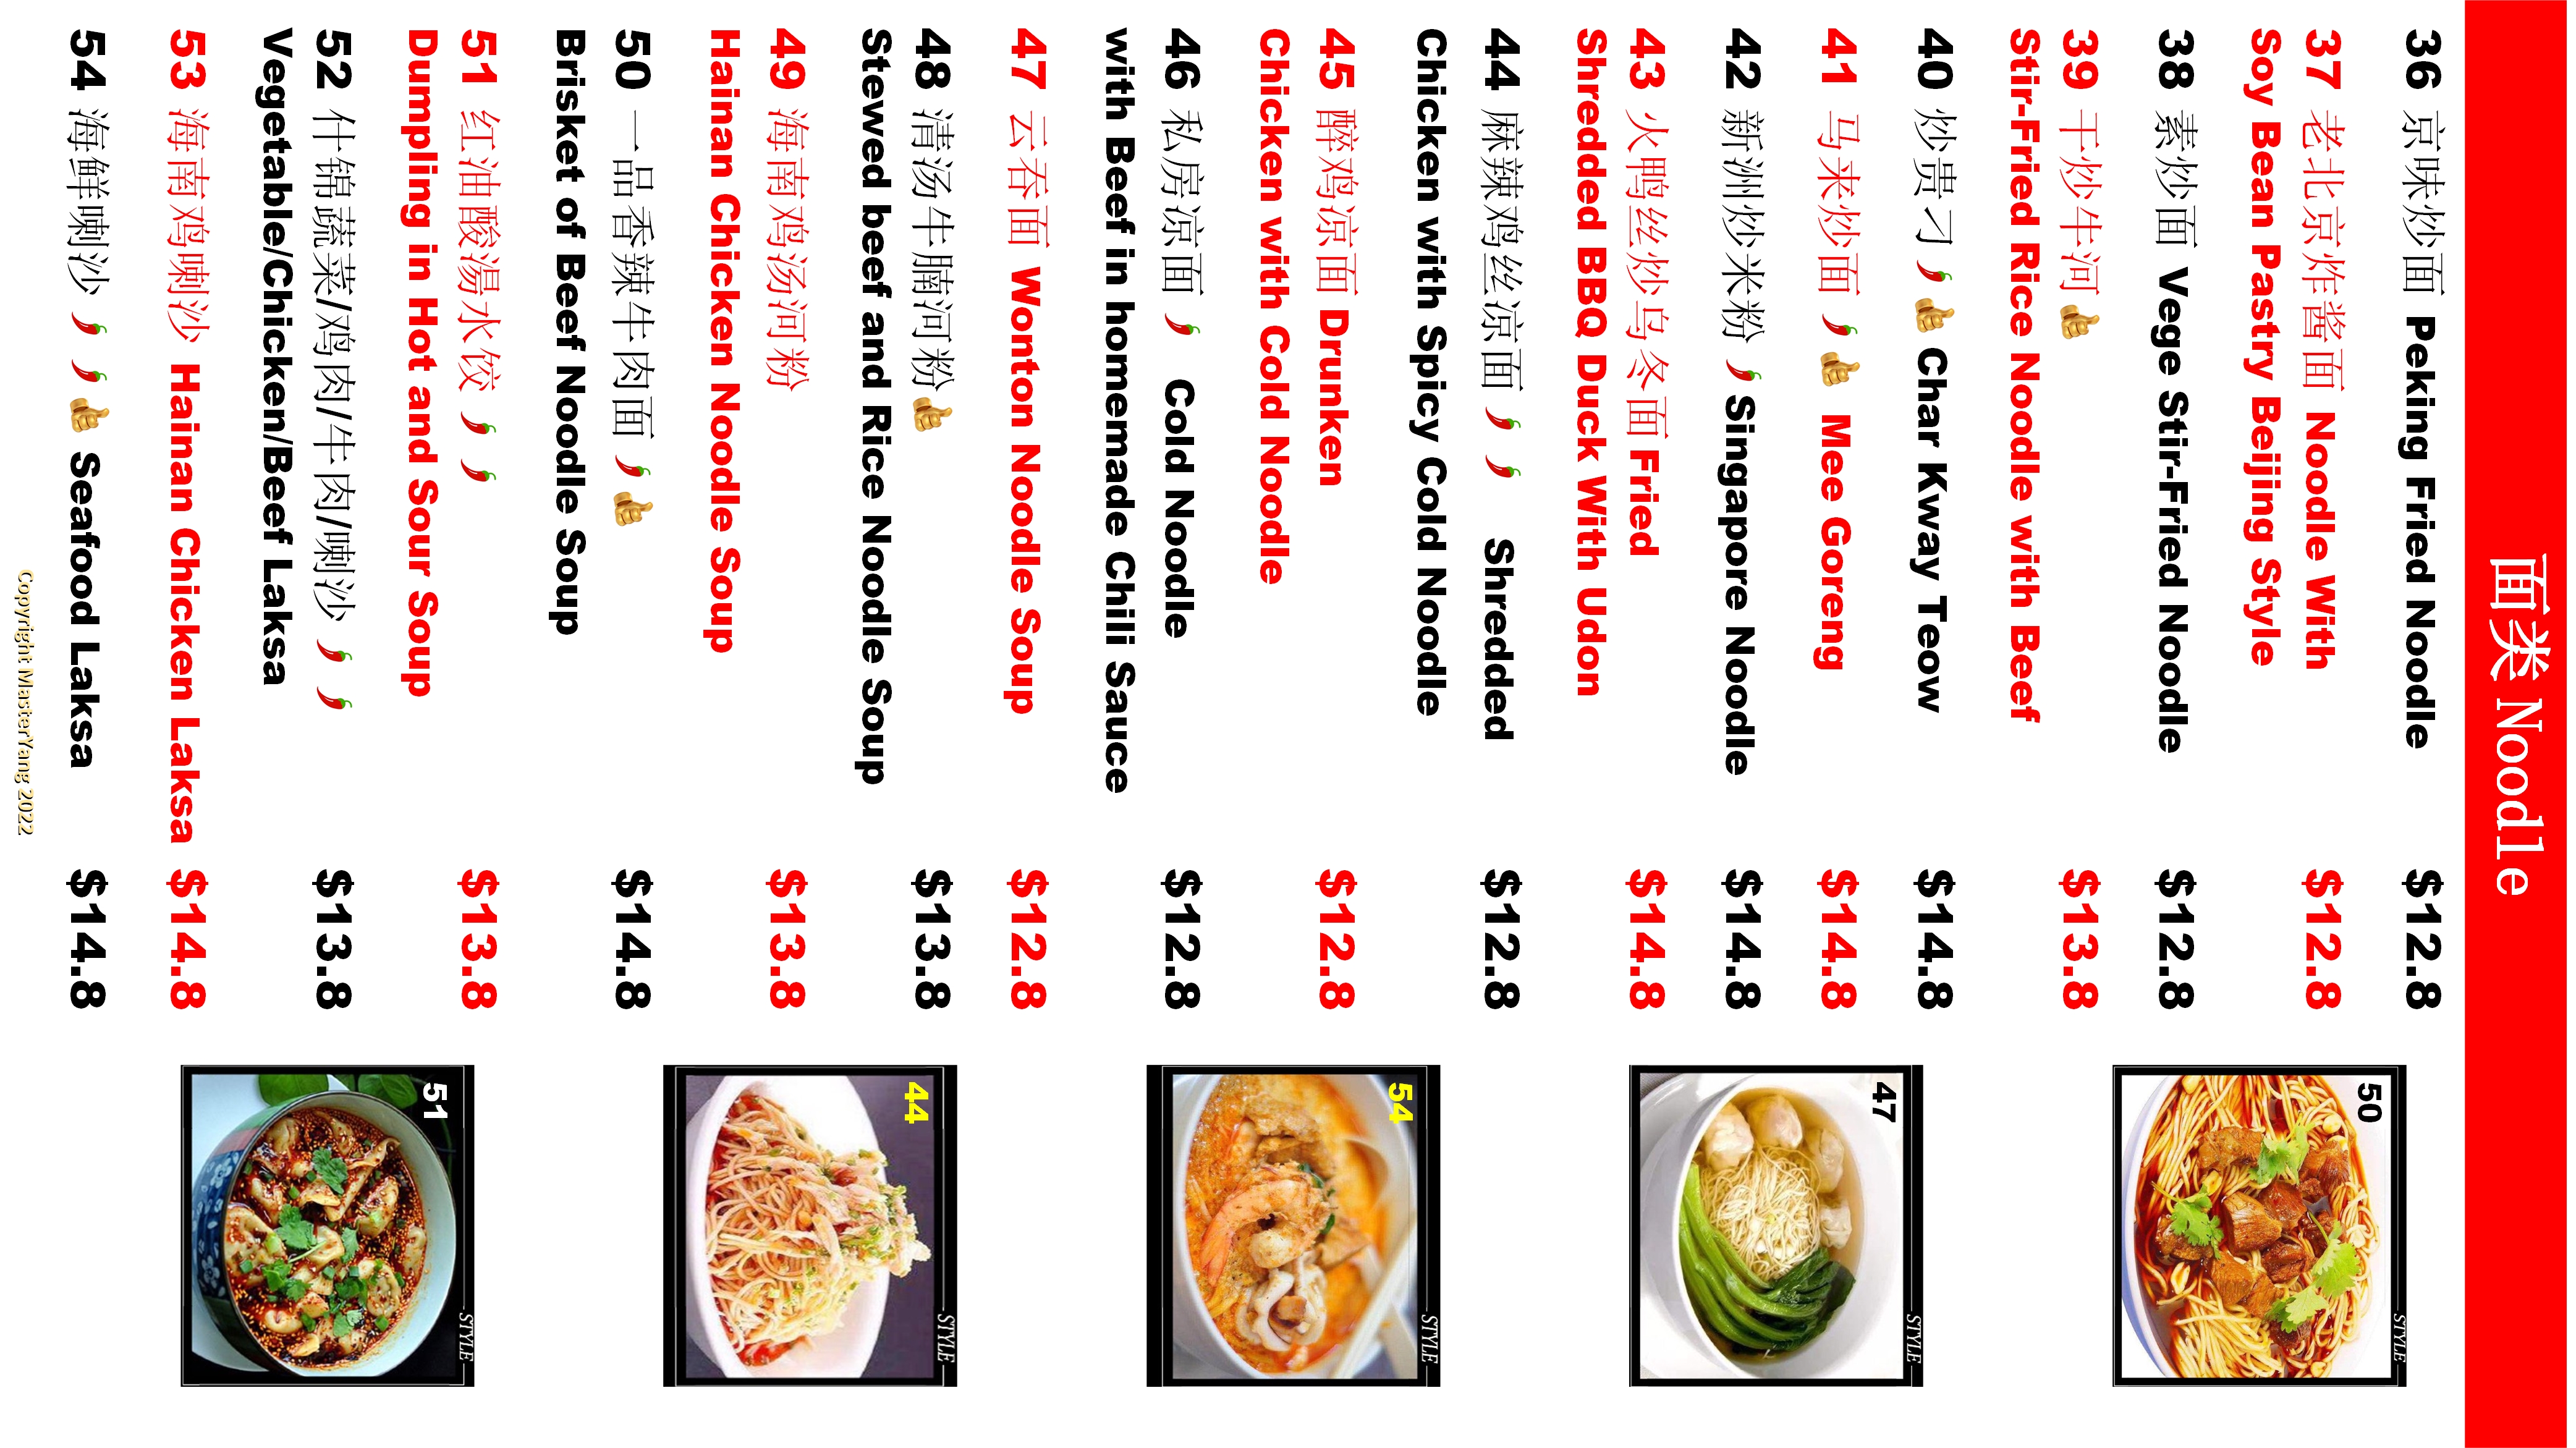 面类 Noodle
36 京味炒面 Peking Fried Noodle $12.8
37 老北京炸酱面 Noodle With $12.8
Soy Bean Pastry Beijing Style
38 素炒面 Vege Stir-Fried Noodle $12.8
39 干炒牛河👍 $13.8
Stir-Fried Rice Noodle with Beef
40 炒贵刁🌶👍 Char Kway Teow $14.8
41 马来炒面🌶👍 Mee Goreng $14.8
42 新洲炒米粉🌶 Singapore Noodle $14.8
43 火鸭丝炒乌冬面 Fried $14.8
Shredded BBQ Duck With Udon
44 麻辣鸡丝凉面🌶🌶 Shredded $12.8
Chicken with Spicy Cold Noodle
45 醉鸡凉面 Drunken $12.8
Chicken with Cold Noodle
46 私房凉面🌶 Cold Noodle $12.8
with Beef in homemade Chili Sauce
47 云吞面 Wonton Noodle Soup $12.8
48 清汤牛腩河粉👍 $13.8
Stewed beef and Rice Noodle Soup
49 海南鸡汤河粉 $13.8
Hainan Chicken Noodle Soup
50 一品香辣牛肉面🌶👍 $14.8
Brisket of Beef Noodle Soup
51 红油酸湯水饺🌶🌶 $13.8
Dumpling in Hot and Sour Soup
52 什锦蔬菜/鸡肉/牛肉/喇沙🌶🌶 $13.8
Vegetable/Chicken/Beef Laksa
53 海南鸡喇沙 Hainan Chicken Laksa $14.8
54 海鲜喇沙🌶🌶👍 Seafood Laksa $14.8
50
STYLE
47
STYLE
54
STYLE
44
STYLE
51
STYLE
Copyright MasterYang 2022